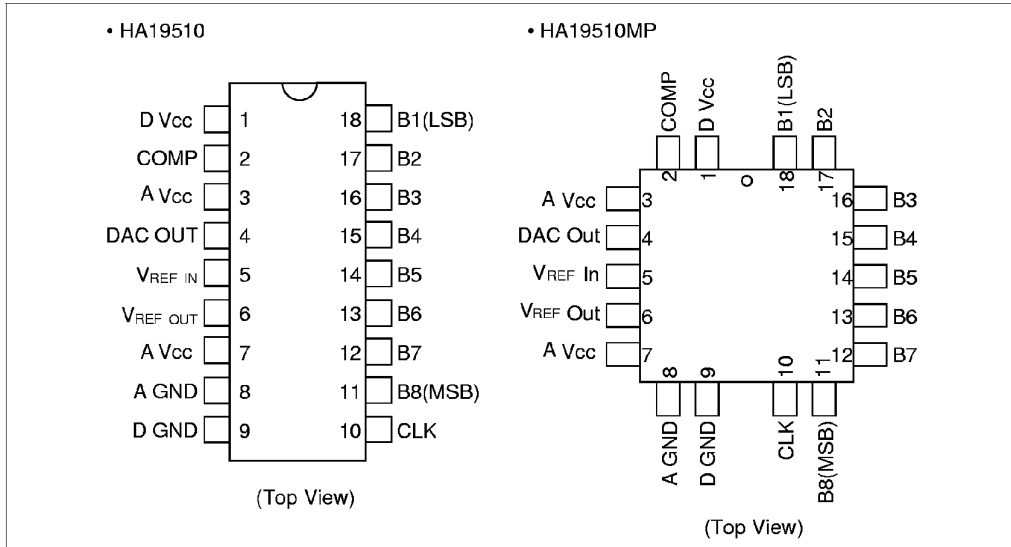 • HA19510
D Vcc 1 18 B1(LSB)
COMP 2 17 B2
A Vcc 3 16 B3
DAC OUT 4 15 B4
VREF IN 5 14 B5
VREF OUT 6 13 B6
A Vcc 7 12 B7
A GND 8 11 B8(MSB)
D GND 9 10 CLK
(Top View)
• HA19510MP
COMP D Vcc B1(LSB) B2
2 1 18 17
A Vcc 3 16 B3
DAC Out 4 15 B4
VREF In 5 14 B5
VREF Out 6 13 B6
A Vcc 7 12 B7
8 9 10 11
A GND D GND CLK B8(MSB)
(Top View)